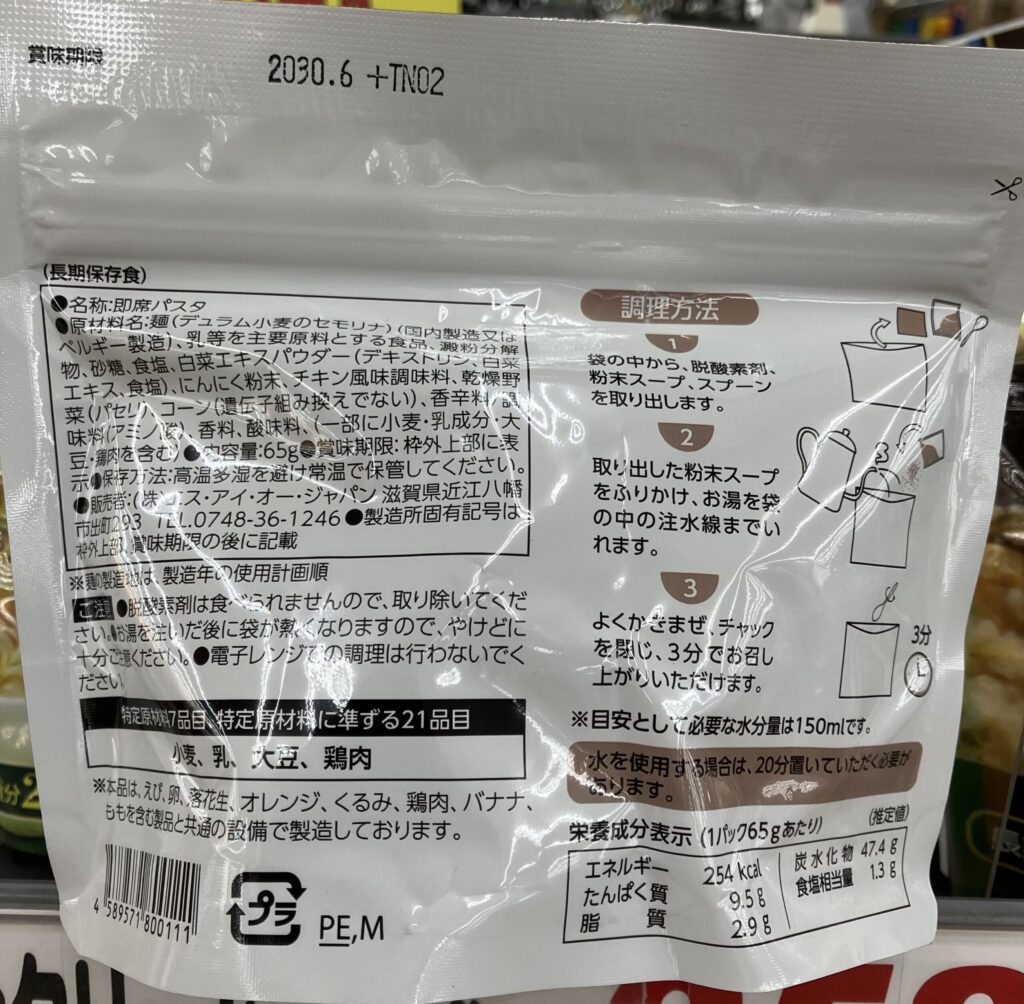 賞味期限
2030.6 +TN02
(長期保存食)
●名称:即席パスタ
●原材料名:麺(デュラム小麦のセモリナ)(国内製造又は
ベルギー製造)、乳等を主要原料とする食品、澱粉分解
物、砂糖、食塩、白菜エキスパウダー(デキストリン、白菜
エキス、食塩)、にんにく粉末、チキン風味調味料、乾燥野
菜(パセリ)、コーン(遺伝子組み換えでない)、香辛料/調
味料(アミノ酸)、香料、酸味料、(一部に小麦・乳成分・大
豆・鶏肉を含む)●内容量:65g●賞味期限:枠外上部に表
示●保存方法:高温多湿を避け常温で保管してください。
●販売者:(株)エス・アイ・オー・ジャパン 滋賀県近江八幡
市出町293 TEL.0748-36-1246●製造所固有記号は
枠外上部、賞味期限の後に記載
※麺の製造地は、製造年の使用計画順
ご注意 ●脱酸素剤は食べられませんので、取り除いてくだ
さい。●お湯を注いだ後に袋が熱くなりますので、やけどに
十分ご注意ください。●電子レンジでの調理は行わないでく
ださい。
特定原材料7品目、特定原材料に準ずる21品目
小麦、乳、大豆、鶏肉
※本品は、えび、卵、落花生、オレンジ、くるみ、鶏肉、バナナ、
ももを含む製品と共通の設備で製造しております。
4 589571 800111
プラ
PE,M
調理方法
1
袋の中から、脱酸素剤、
粉末スープ、スプーン
を取り出します。
2
取り出した粉末スープ
をふりかけ、お湯を袋
の中の注水線までい
れます。
3
よくかきまぜ、チャック
を閉じ、3分でお召し
上がりいただけます。
3分
※目安として必要な水分量は150mlです。
水を使用する場合は、20分置いていただく必要が
あります。
栄養成分表示(1パック65gあたり) (推定値)
エネルギー 254 kcal
たんぱく質 9.5g
脂質 2.9g
炭水化物 47.4g
食塩相当量 1.3g